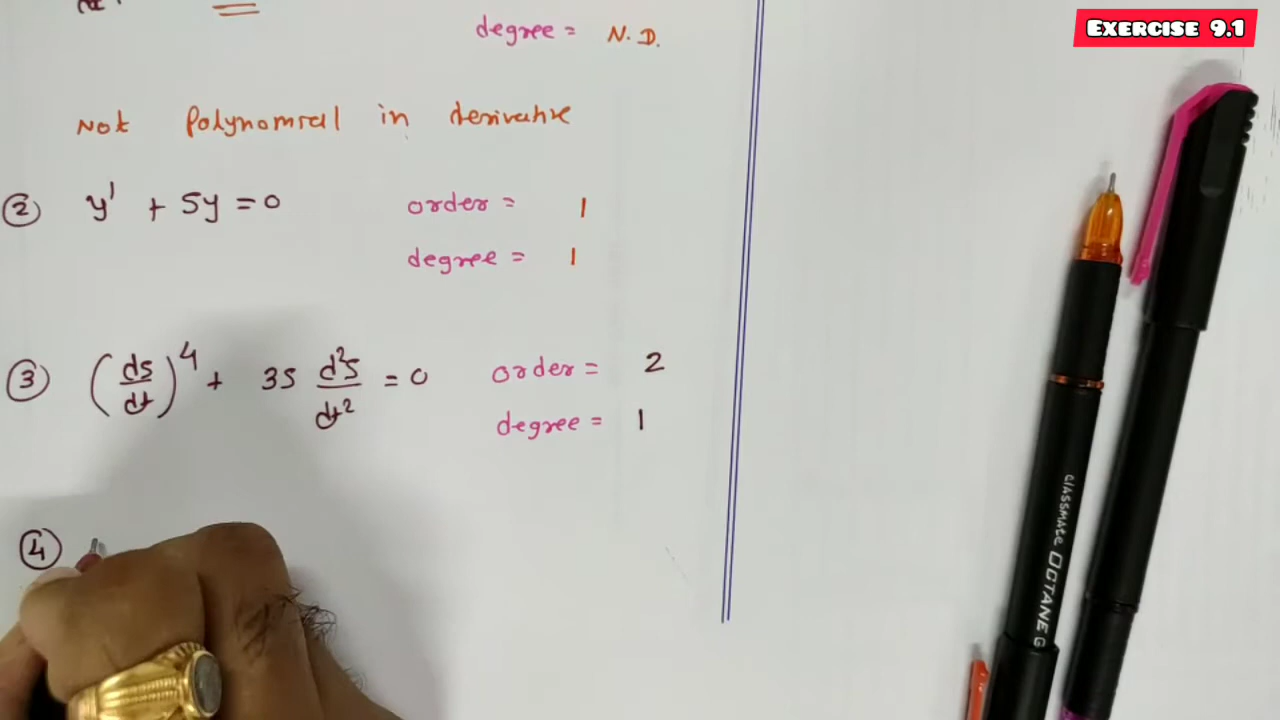 Exercise 9.1
degree = N.D.
Not Polynomial in derivative
② y' + 5y = 0 order = 1
degree = 1
③ (ds/dt)⁴ + 3s d²s/dt² = 0 order = 2
degree = 1
④
classmate OCTANE G